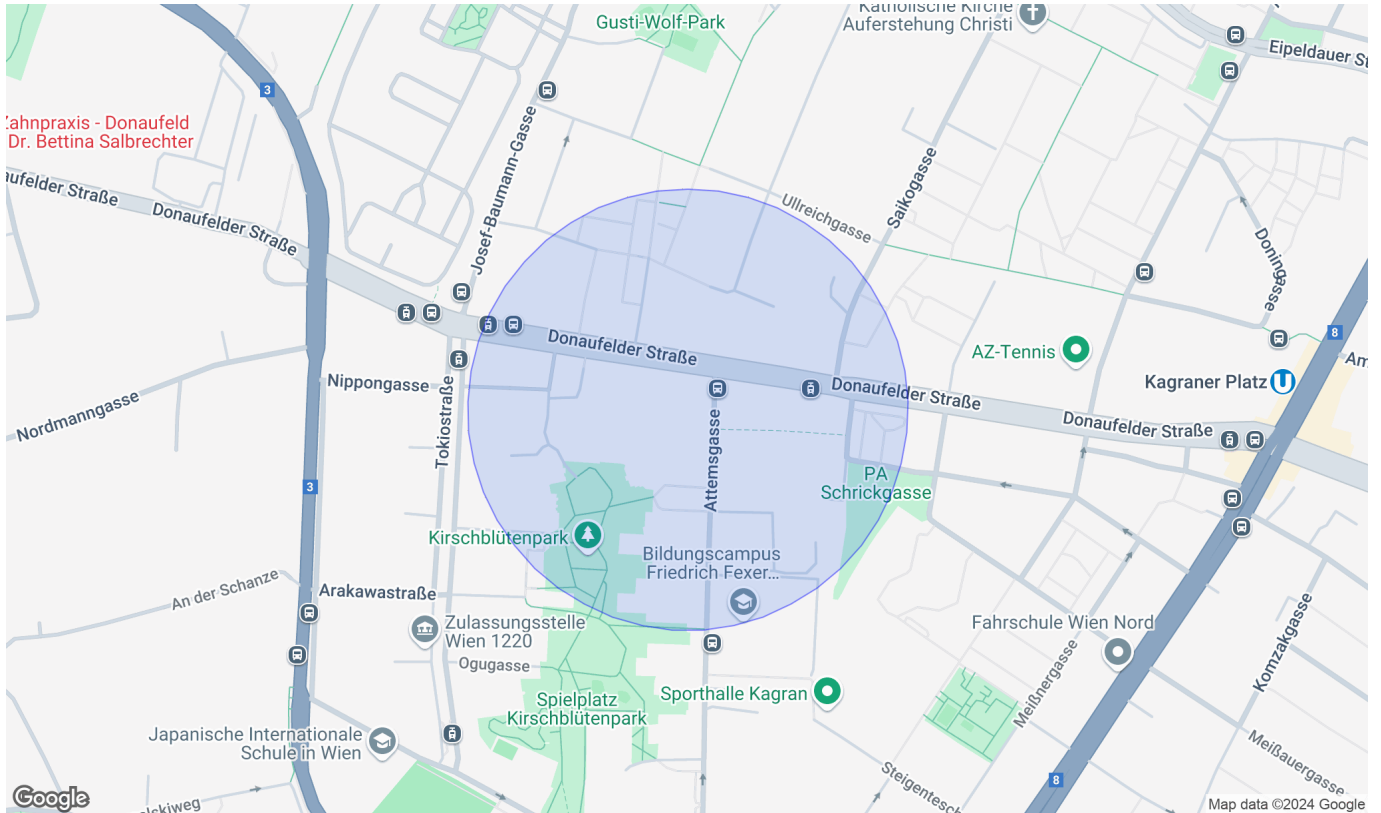 Gusti-Wolf-Park
Katholische Kirche
Auferstehung Christi
Eipeldauer St
3
Zahnpraxis - Donaufeld
Dr. Bettina Salbrechter
aufelder Straße
Donaufelder Straße
Josef-Baumann-Gasse
Ullreichgasse
Saikogasse
Doningasse
8
Donaufelder Straße
AZ-Tennis
Am
Kagraner Platz
U
Nippongasse
Donaufelder Straße
Nordmanngasse
Tokiostraße
Attemsgasse
Donaufelder Straße
3
PA
Schrickgasse
Kirschblütenpark
Bildungscampus
Friedrich Fexer...
An der Schanze
Arakawastraße
Zulassungsstelle
Wien 1220
Fahrschule Wien Nord
Komzakgasse
Ogugasse
Meißnergasse
Spielplatz
Kirschblütenpark
Sporthalle Kagran
Japanische Internationale
Schule in Wien
Meißauergasse
Steigentesch
8
Google
alskiweg
Map data ©2024 Google